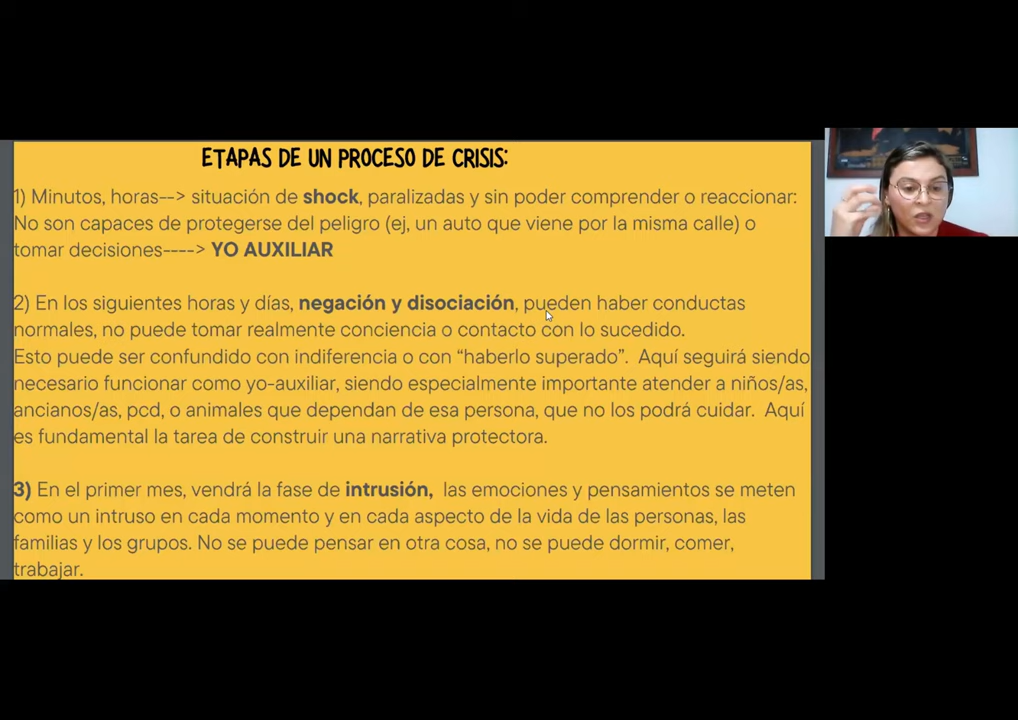 ETAPAS DE UN PROCESO DE CRISIS:
1) Minutos, horas--> situación de shock, paralizadas y sin poder comprender o reaccionar:
No son capaces de protegerse del peligro (ej, un auto que viene por la misma calle) o
tomar decisiones----> YO AUXILIAR
2) En los siguientes horas y días, negación y disociación, pueden haber conductas
normales, no puede tomar realmente conciencia o contacto con lo sucedido.
Esto puede ser confundido con indiferencia o con “haberlo superado”. Aquí seguirá siendo
necesario funcionar como yo-auxiliar, siendo especialmente importante atender a niños/as,
ancianos/as, pcd, o animales que dependan de esa persona, que no los podrá cuidar. Aquí
es fundamental la tarea de construir una narrativa protectora.
3) En el primer mes, vendrá la fase de intrusión, las emociones y pensamientos se meten
como un intruso en cada momento y en cada aspecto de la vida de las personas, las
familias y los grupos. No se puede pensar en otra cosa, no se puede dormir, comer,
trabajar.